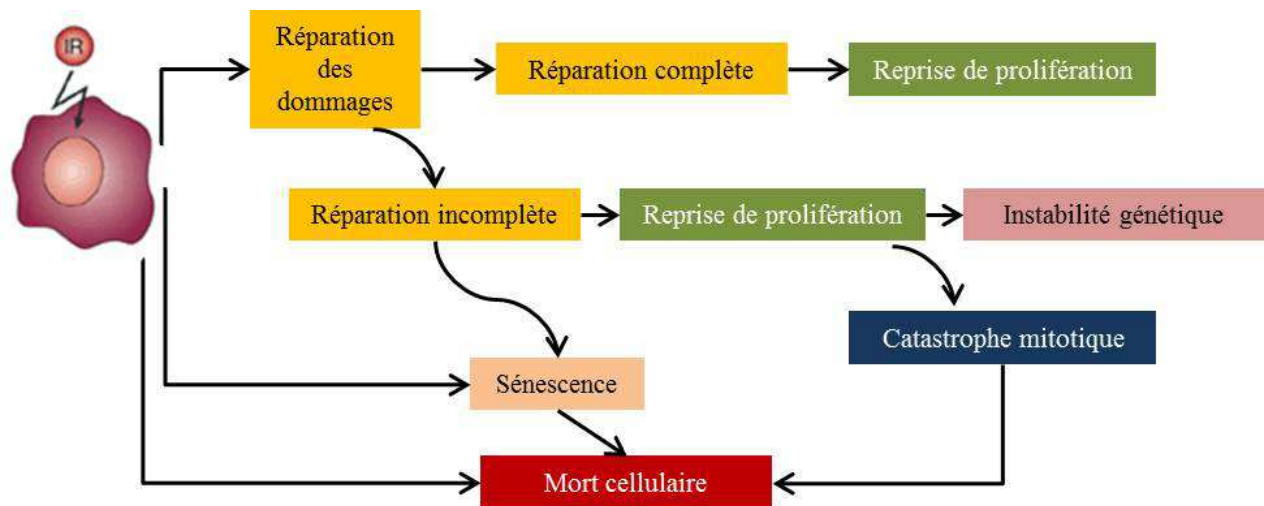 IR
Réparation
des
dommages
Réparation complète
Reprise de prolifération
Réparation incomplète
Reprise de prolifération
Instabilité génétique
Catastrophe mitotique
Sénescence
Mort cellulaire